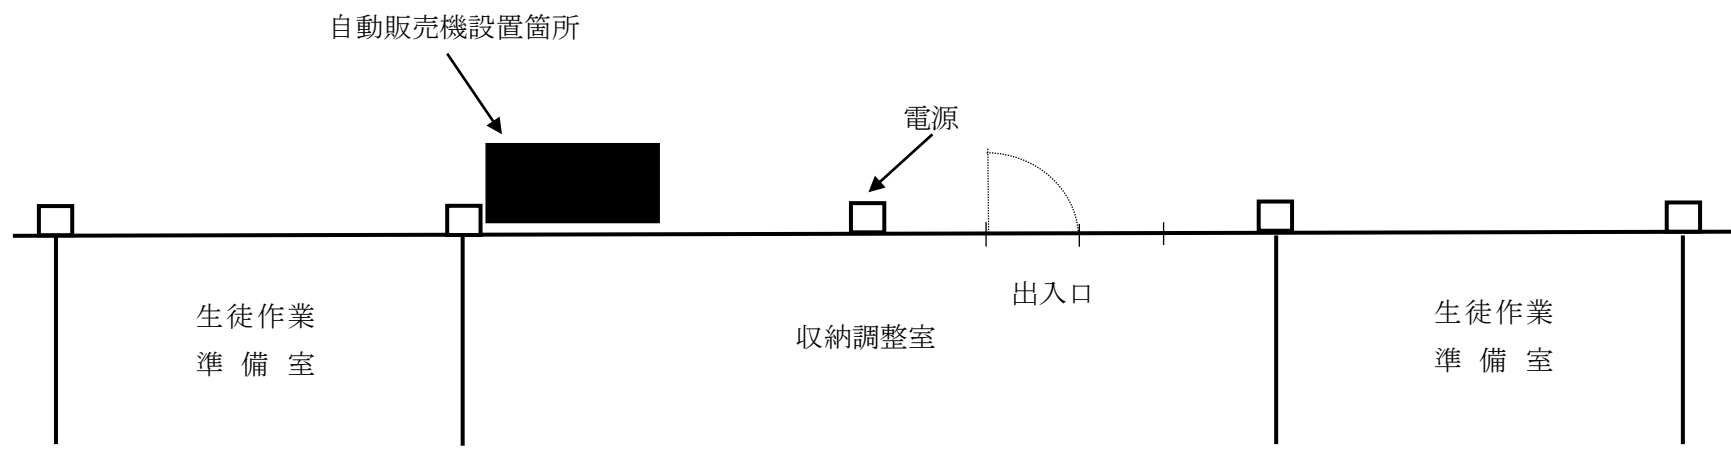 自動販売機設置箇所
電源
出入口
生徒作業
準備室
収納調整室
生徒作業
準備室